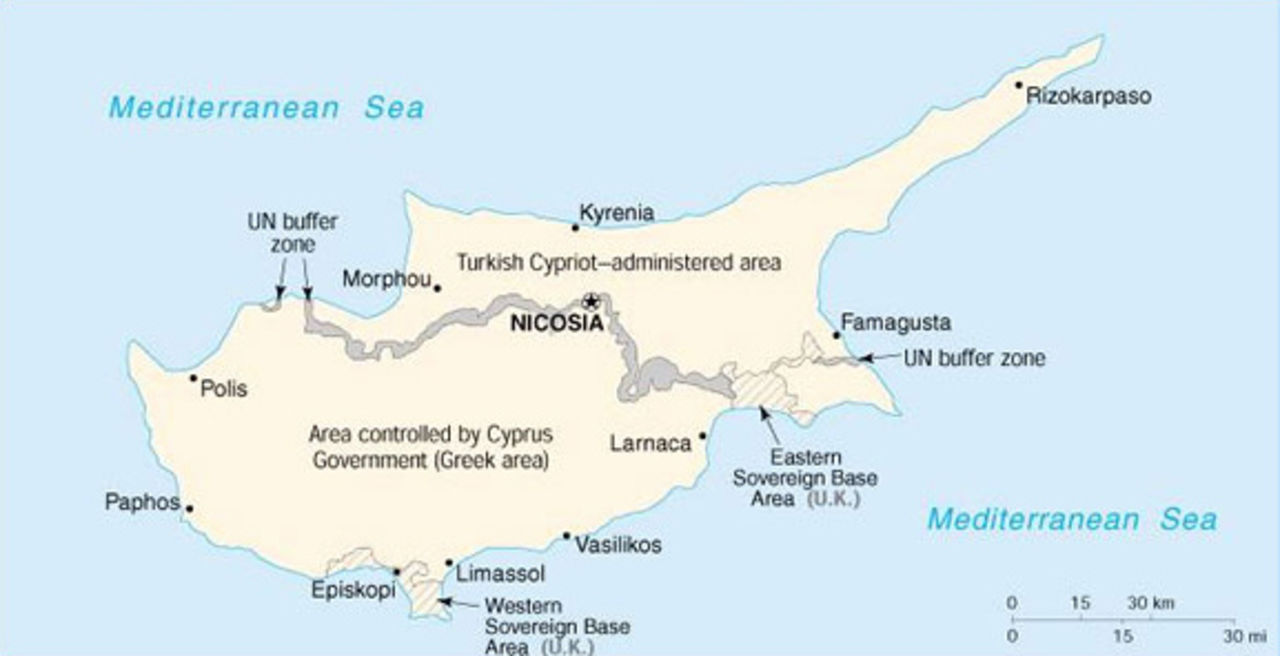 Mediterranean Sea
Rizokarpaso
UN buffer
zone
Kyrenia
Morphou
Turkish Cypriot–administered area
NICOSIA
Famagusta
UN buffer zone
Polis
Area controlled by Cyprus
Government (Greek area)
Larnaca
Eastern
Sovereign Base
Area (U.K.)
Paphos
Mediterranean Sea
Vasilikos
Episkopi
Limassol
Western
Sovereign Base
Area (U.K.)
0 15 30 km
0 15 30 mi